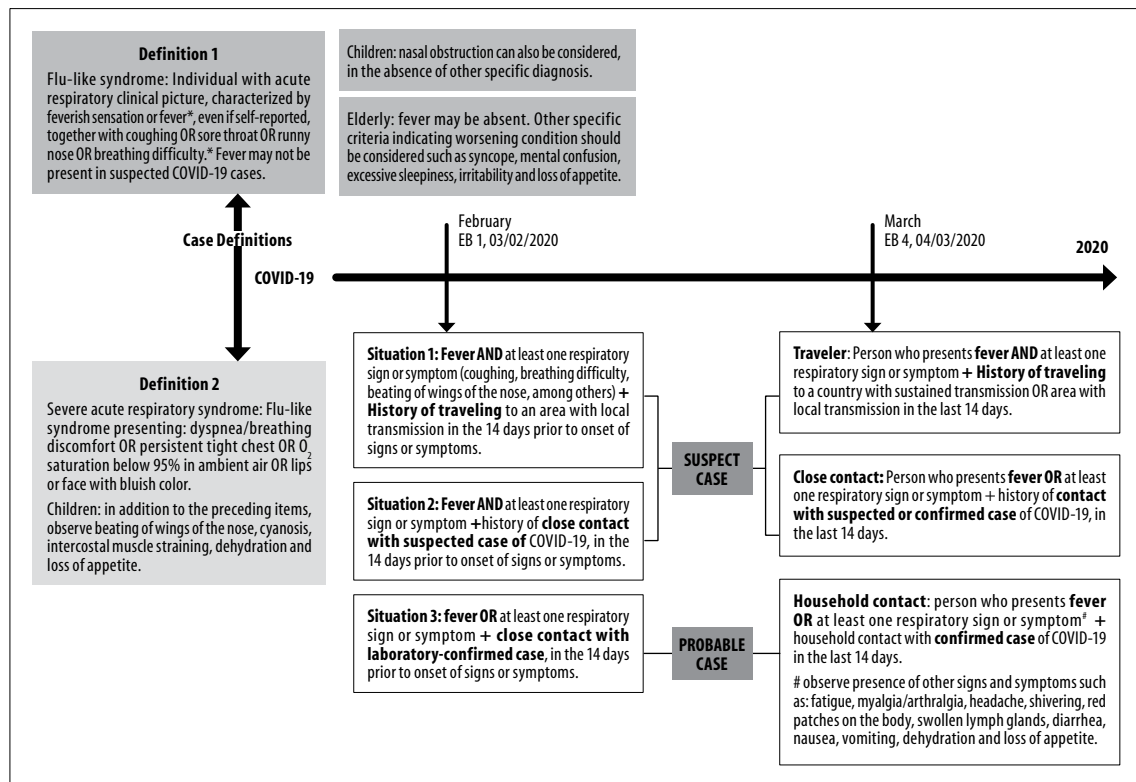 Definition 1
Flu-like syndrome: Individual with acute
respiratory clinical picture, characterized by
feverish sensation or fever*, even if self-reported,
together with coughing OR sore throat OR runny
nose OR breathing difficulty.* Fever may not be
present in suspected COVID-19 cases.
Children: nasal obstruction can also be considered,
in the absence of other specific diagnosis.
Elderly: fever may be absent. Other specific
criteria indicating worsening condition should
be considered such as syncope, mental confusion,
excessive sleepiness, irritability and loss of appetite.
Case Definitions
COVID-19
February
EB 1, 03/02/2020
March
EB 4, 04/03/2020
2020
Definition 2
Severe acute respiratory syndrome: Flu-like
syndrome presenting: dyspnea/breathing
discomfort OR persistent tight chest OR O2
saturation below 95% in ambient air OR lips
or face with bluish color.
Children: in addition to the preceding items,
observe beating of wings of the nose, cyanosis,
intercostal muscle straining, dehydration and
loss of appetite.
Situation 1: Fever AND at least one respiratory
sign or symptom (coughing, breathing difficulty,
beating of wings of the nose, among others) +
History of traveling to an area with local
transmission in the 14 days prior to onset of
signs or symptoms.
Situation 2: Fever AND at least one respiratory
sign or symptom +history of close contact
with suspected case of COVID-19, in the
14 days prior to onset of signs or symptoms.
Situation 3: fever OR at least one respiratory
sign or symptom + close contact with
laboratory-confirmed case, in the 14 days
prior to onset of signs or symptoms.
SUSPECT
CASE
PROBABLE
CASE
Traveler: Person who presents fever AND at least one
respiratory sign or symptom + History of traveling
to a country with sustained transmission OR area with
local transmission in the last 14 days.
Close contact: Person who presents fever OR at least
one respiratory sign or symptom + history of contact
with suspected or confirmed case of COVID-19, in
the last 14 days.
Household contact: person who presents fever
OR at least one respiratory sign or symptom# +
household contact with confirmed case of COVID-19
in the last 14 days.
# observe presence of other signs and symptoms such
as: fatigue, myalgia/arthralgia, headache, shivering, red
patches on the body, swollen lymph glands, diarrhea,
nausea, vomiting, dehydration and loss of appetite.